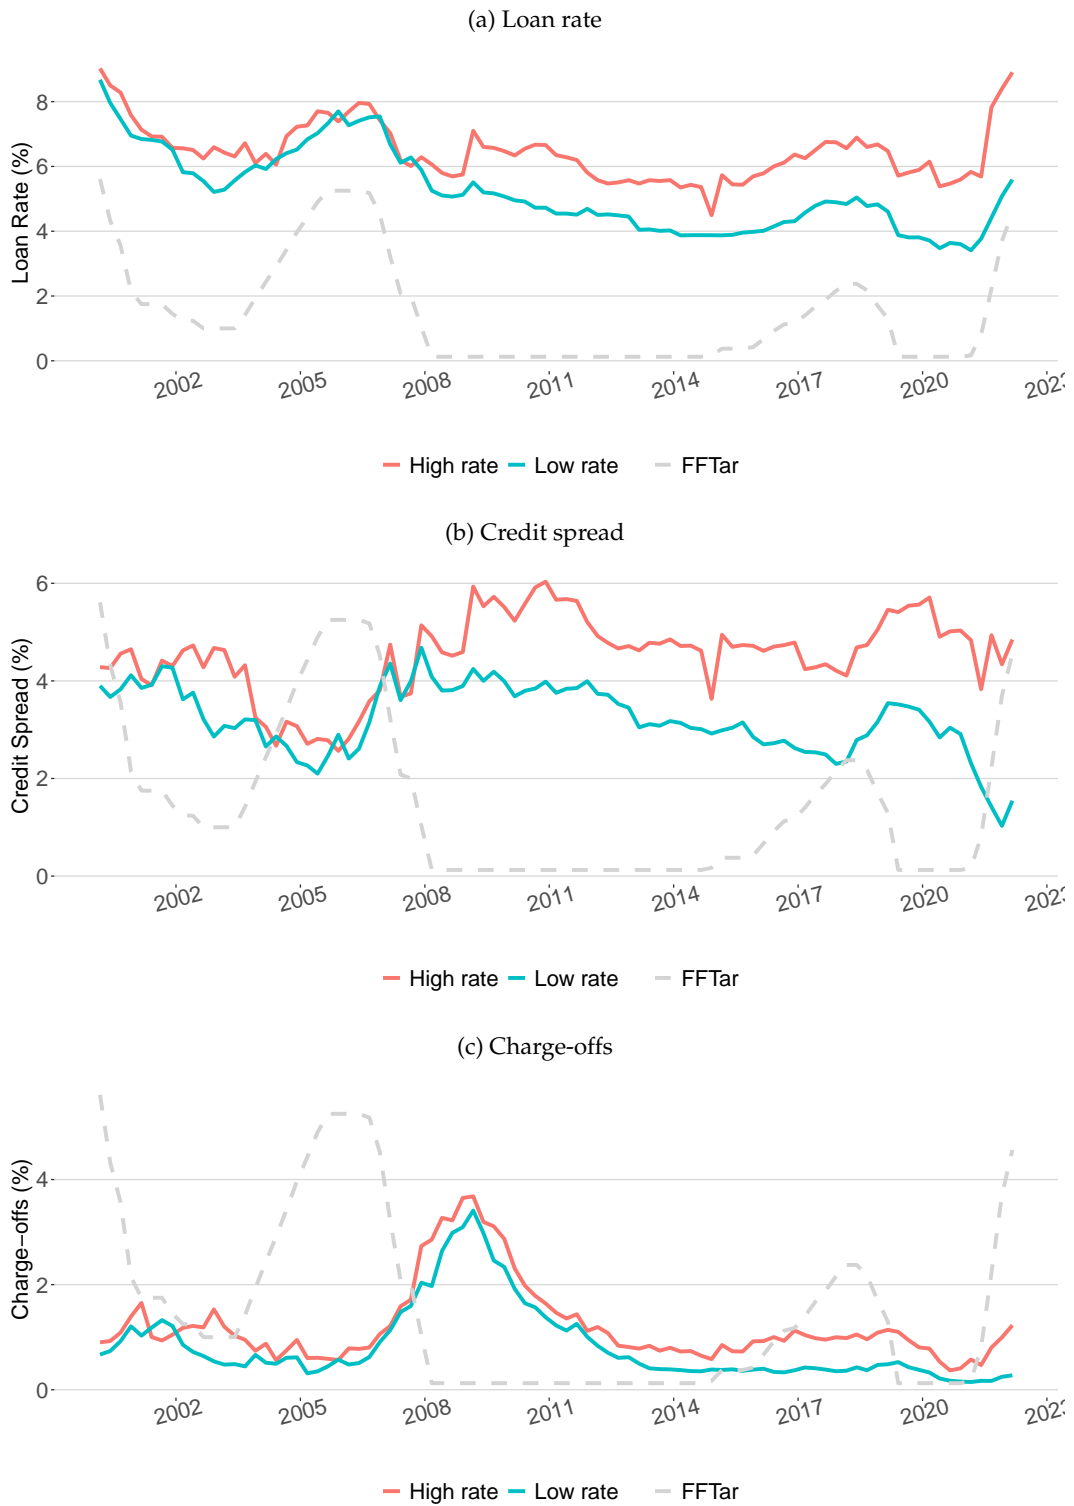 (a) Loan rate
Loan Rate (%)
8
6
4
2
0
2002 2005 2008 2011 2014 2017 2020 2023
High rate Low rate FFTar
(b) Credit spread
Credit Spread (%)
6
4
2
0
2002 2005 2008 2011 2014 2017 2020 2023
High rate Low rate FFTar
(c) Charge-offs
Charge−offs (%)
4
2
0
2002 2005 2008 2011 2014 2017 2020 2023
High rate Low rate FFTar